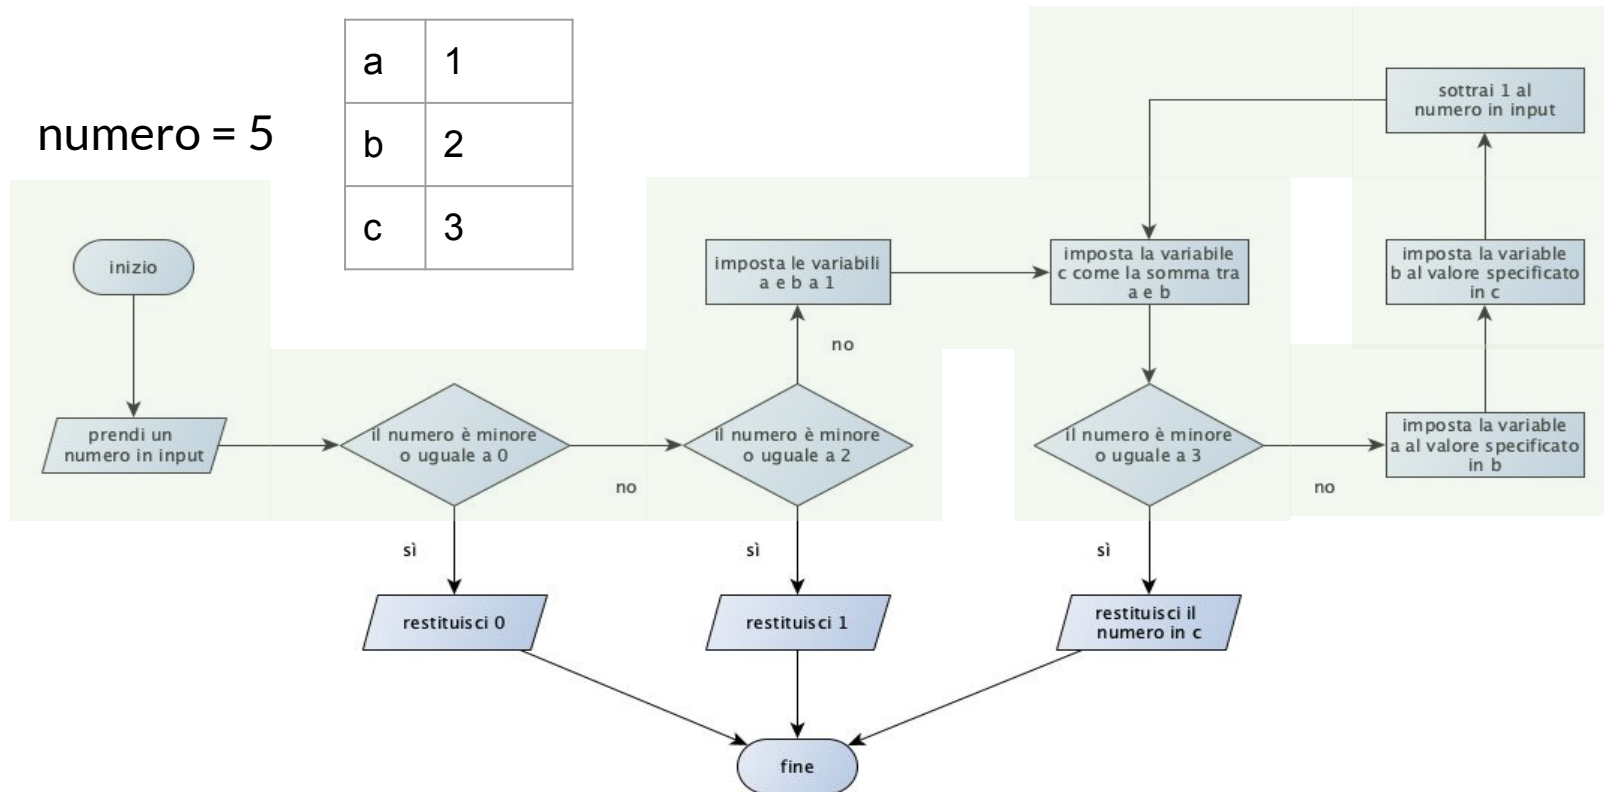 numero = 5
a 1
b 2
c 3
inizio
prendi un
numero in input
il numero è minore
o uguale a 0
no
sì
restituisci 0
il numero è minore
o uguale a 2
no
sì
restituisci 1
imposta le variabili
a e b a 1
imposta la variabile
c come la somma tra
a e b
il numero è minore
o uguale a 3
no
sì
restituisci il
numero in c
imposta la variable
a al valore specificato
in b
imposta la variable
b al valore specificato
in c
sottrai 1 al
numero in input
fine